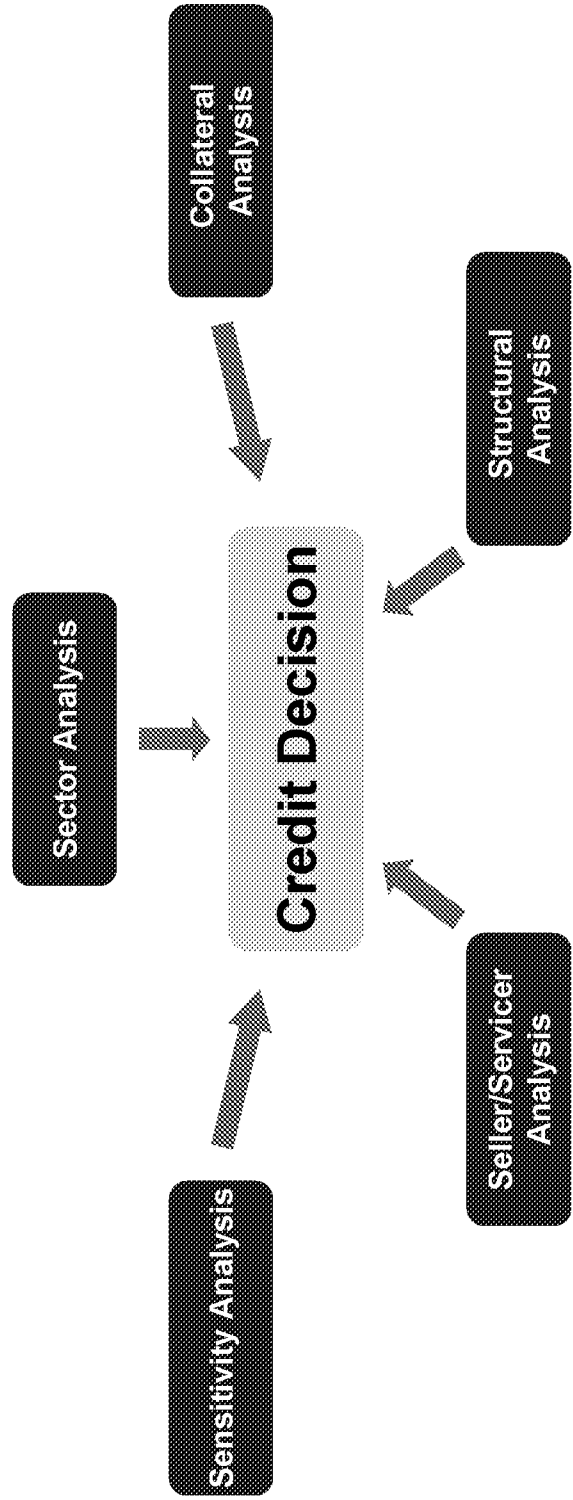 Sector Analysis
Sensitivity Analysis
Collateral
Analysis
Credit Decision
Seller/Servicer
Analysis
Structural
Analysis